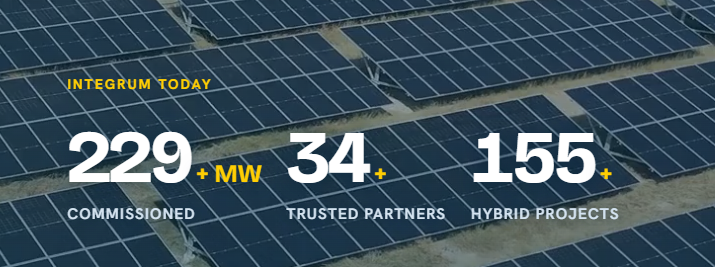 INTEGRUM TODAY
229+ MW 34+ 155+
COMMISSIONED TRUSTED PARTNERS HYBRID PROJECTS